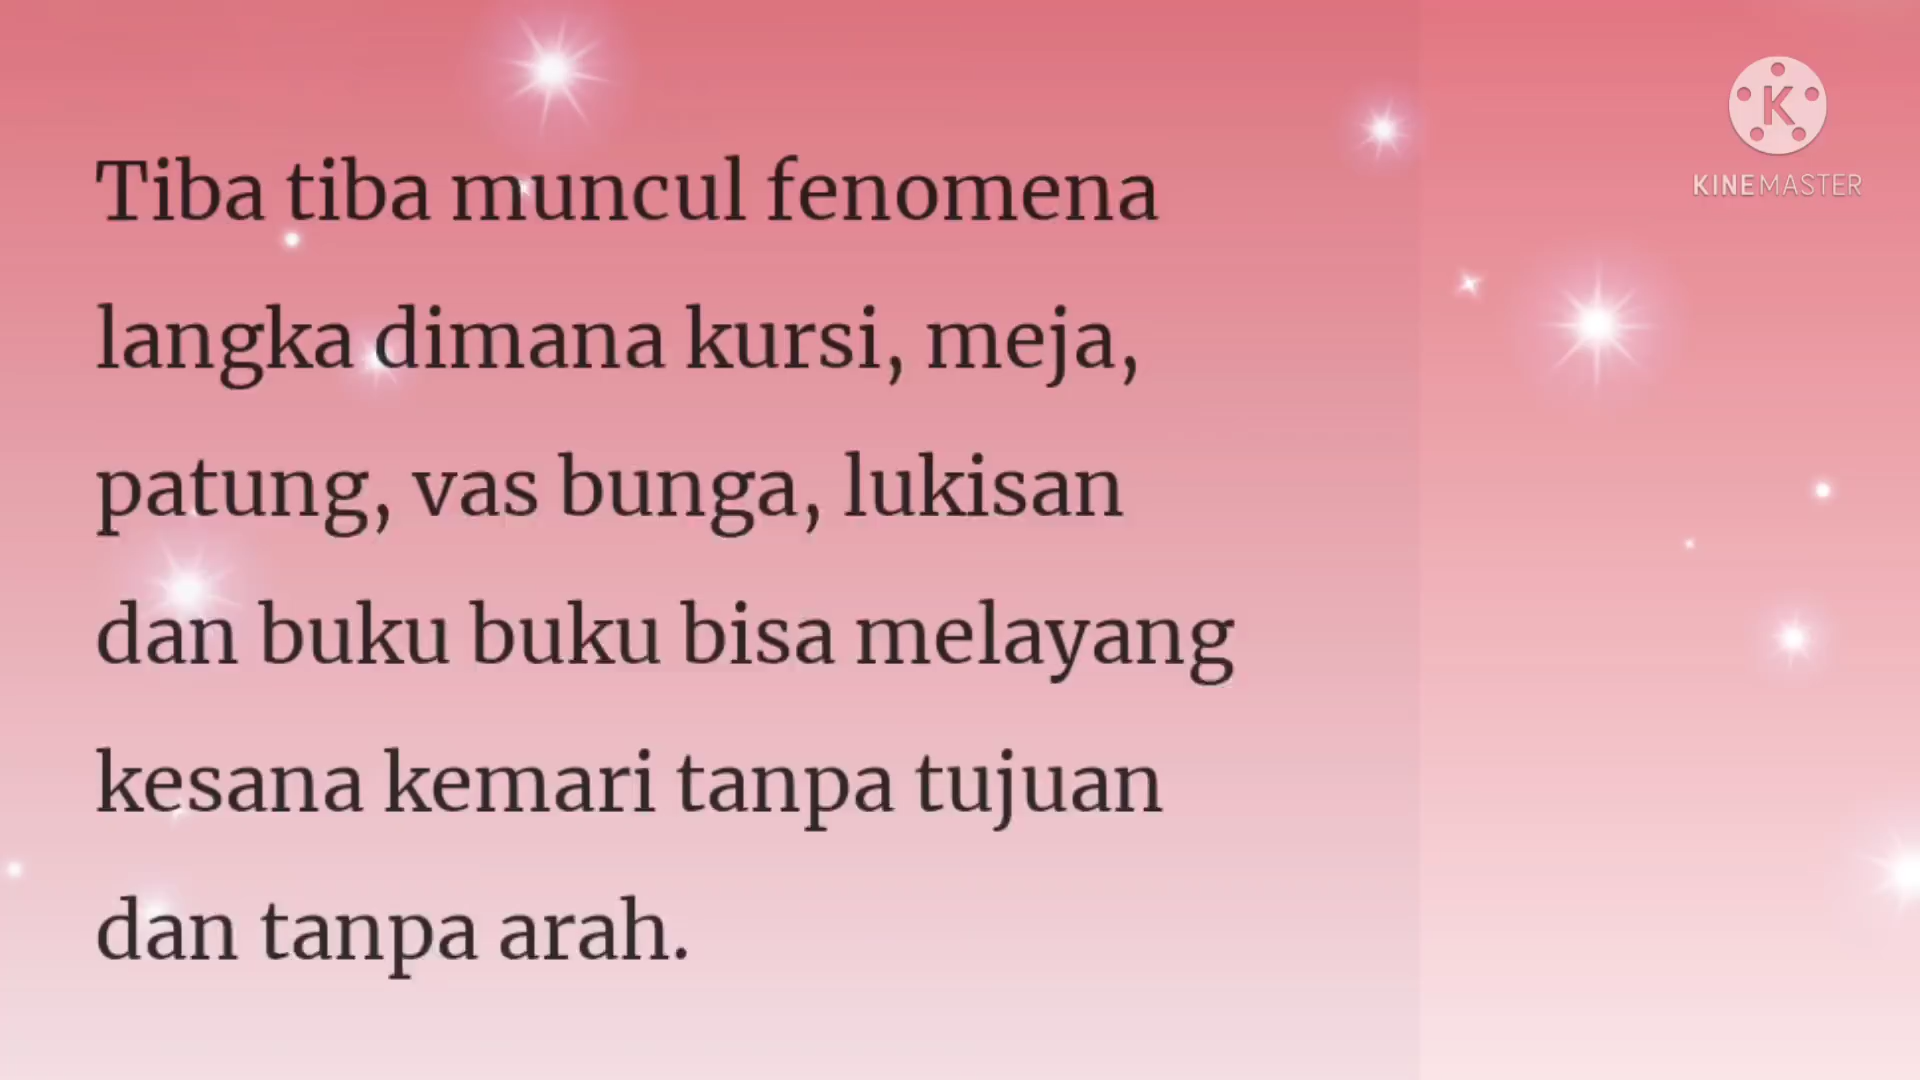 Tiba tiba muncul fenomena
langka dimana kursi, meja,
patung, vas bunga, lukisan
dan buku buku bisa melayang
kesana kemari tanpa tujuan
dan tanpa arah.
K
KINEMASTER